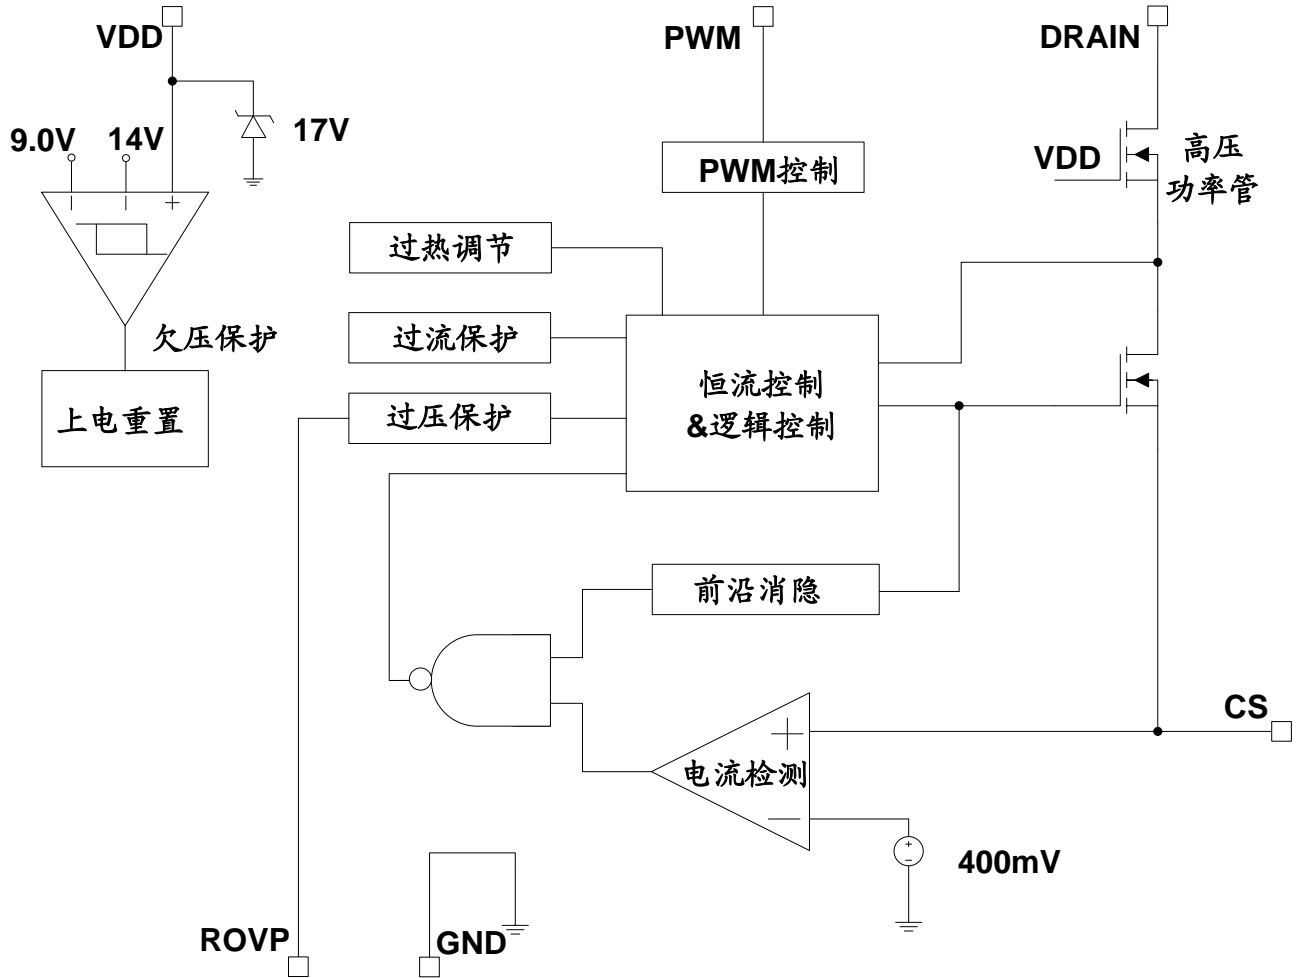 VDD
PWM
DRAIN
9.0V
14V
17V
PWM控制
VDD
高压
功率管
过热调节
欠压保护
过流保护
上电重置
过压保护
恒流控制
&逻辑控制
前沿消隐
CS
电流检测
400mV
ROVP
GND